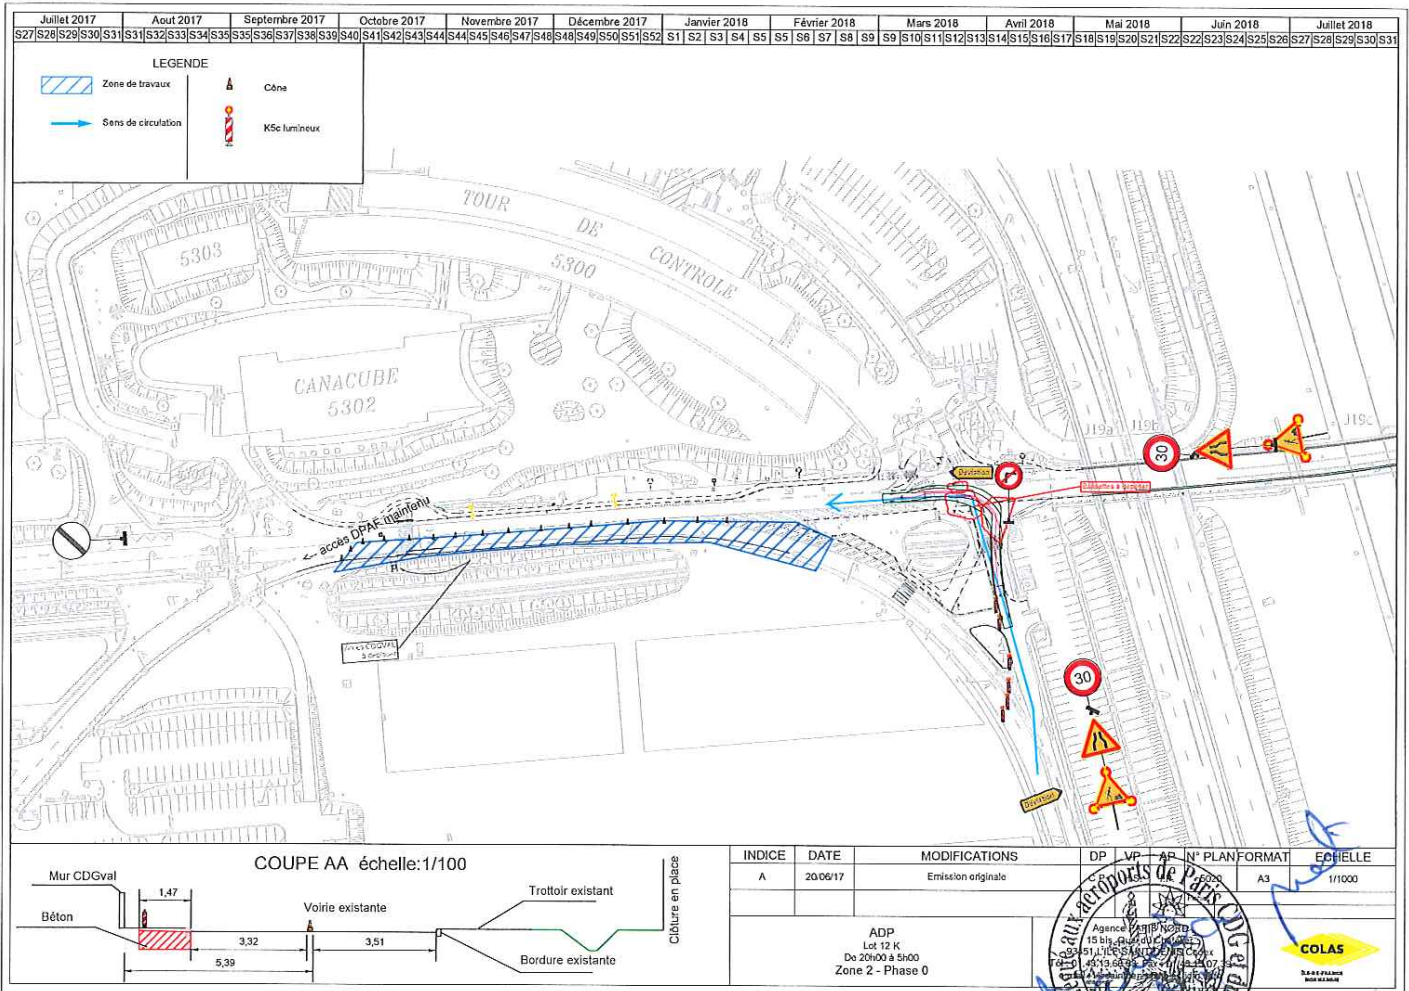 Juillet 2017 Aout 2017 Septembre 2017 Octobre 2017 Novembre 2017 Décembre 2017 Janvier 2018 Février 2018 Mars 2018 Avril 2018 Mai 2018 Juin 2018 Juillet 2018
S27 S28 S29 S30 S31 S31 S32 S33 S34 S35 S35 S36 S37 S38 S39 S40 S41 S42 S43 S44 S44 S45 S46 S47 S48 S48 S49 S50 S51 S52 S1 S2 S3 S4 S5 S5 S6 S7 S8 S9 S9 S10 S11 S12 S13 S14 S15 S16 S17 S18 S19 S20 S21 S22 S22 S23 S24 S25 S26 S27 S28 S29 S30 S31
LEGENDE
Zone de travaux
Cône
Sens de circulation
K5c lumineux
TOUR DE CONTROLE
5300
5303
CANACUBE
5302
J19a
J19b
J19c
30
Déviation
accès DPAF maintenu
30
Déviation
COUPE AA échelle:1/100
Mur CDGval
1,47
Béton
Voirie existante
Trottoir existant
3,32
3,51
5,39
Bordure existante
Clôture en place
INDICE DATE MODIFICATIONS DP VP AP N° PLAN FORMAT ECHELLE
A 20/06/17 Emission originale A3 1/1000
ADP
Lot 12 K
De 20h00 à 5h00
Zone 2 - Phase 0
Agence PARIS NORD
COLAS
ÎLE-DE-FRANCE
NORMANDIE